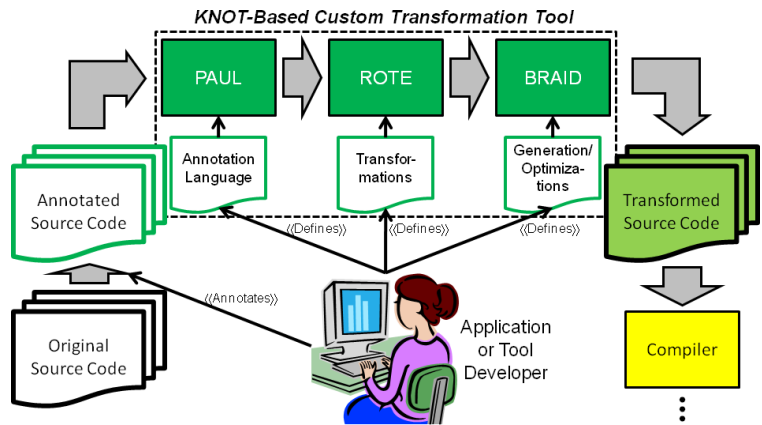 KNOT-Based Custom Transformation Tool
PAUL
ROTE
BRAID
Annotation
Language
Transfor-
mations
Generation/
Optimiza-
tions
Annotated
Source Code
Transformed
Source Code
⟨⟨Defines⟩⟩
⟨⟨Defines⟩⟩
⟨⟨Defines⟩⟩
⟨⟨Annotates⟩⟩
Original
Source Code
Application
or Tool
Developer
Compiler